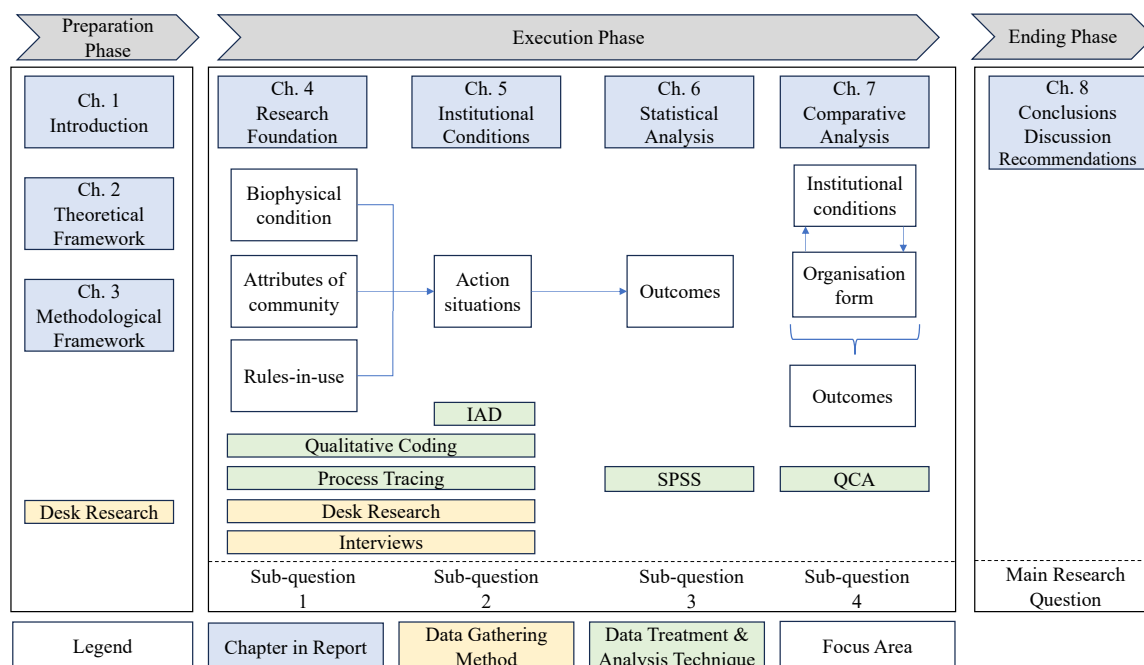 Preparation
Phase
Execution Phase
Ending Phase
Ch. 1
Introduction
Ch. 2
Theoretical
Framework
Ch. 3
Methodological
Framework
Desk Research
Ch. 4
Research
Foundation
Ch. 5
Institutional
Conditions
Ch. 6
Statistical
Analysis
Ch. 7
Comparative
Analysis
Ch. 8
Conclusions
Discussion
Recommendations
Biophysical
condition
Attributes of
community
Rules-in-use
Action
situations
Outcomes
Institutional
conditions
Organisation
form
Outcomes
IAD
Qualitative Coding
Process Tracing
SPSS
QCA
Desk Research
Interviews
Sub-question
1
Sub-question
2
Sub-question
3
Sub-question
4
Main Research
Question
Legend
Chapter in Report
Data Gathering
Method
Data Treatment &
Analysis Technique
Focus Area